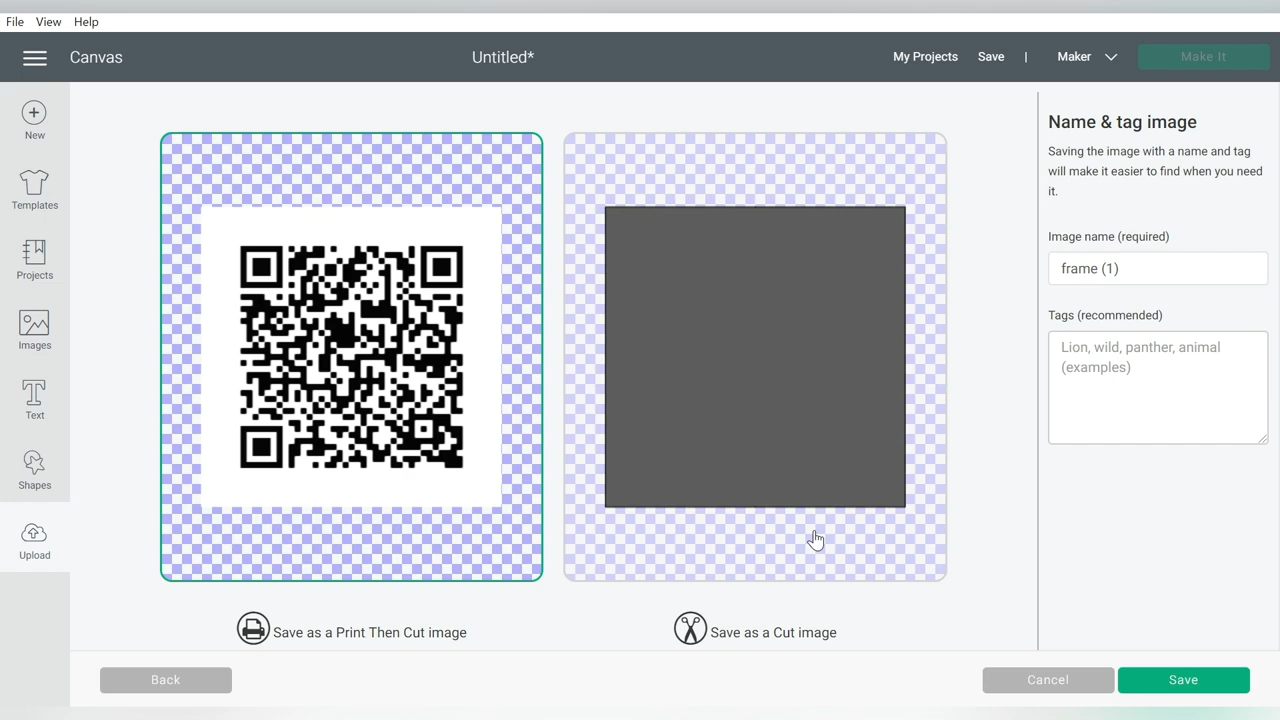 File View Help
Canvas Untitled* My Projects Save | Maker Make It
New
Templates
Projects
Images
Text
Shapes
Upload
Save as a Print Then Cut image
Save as a Cut image
Name & tag image
Saving the image with a name and tag
will make it easier to find when you need
it.
Image name (required)
frame (1)
Tags (recommended)
Lion, wild, panther, animal
(examples)
Back Cancel Save